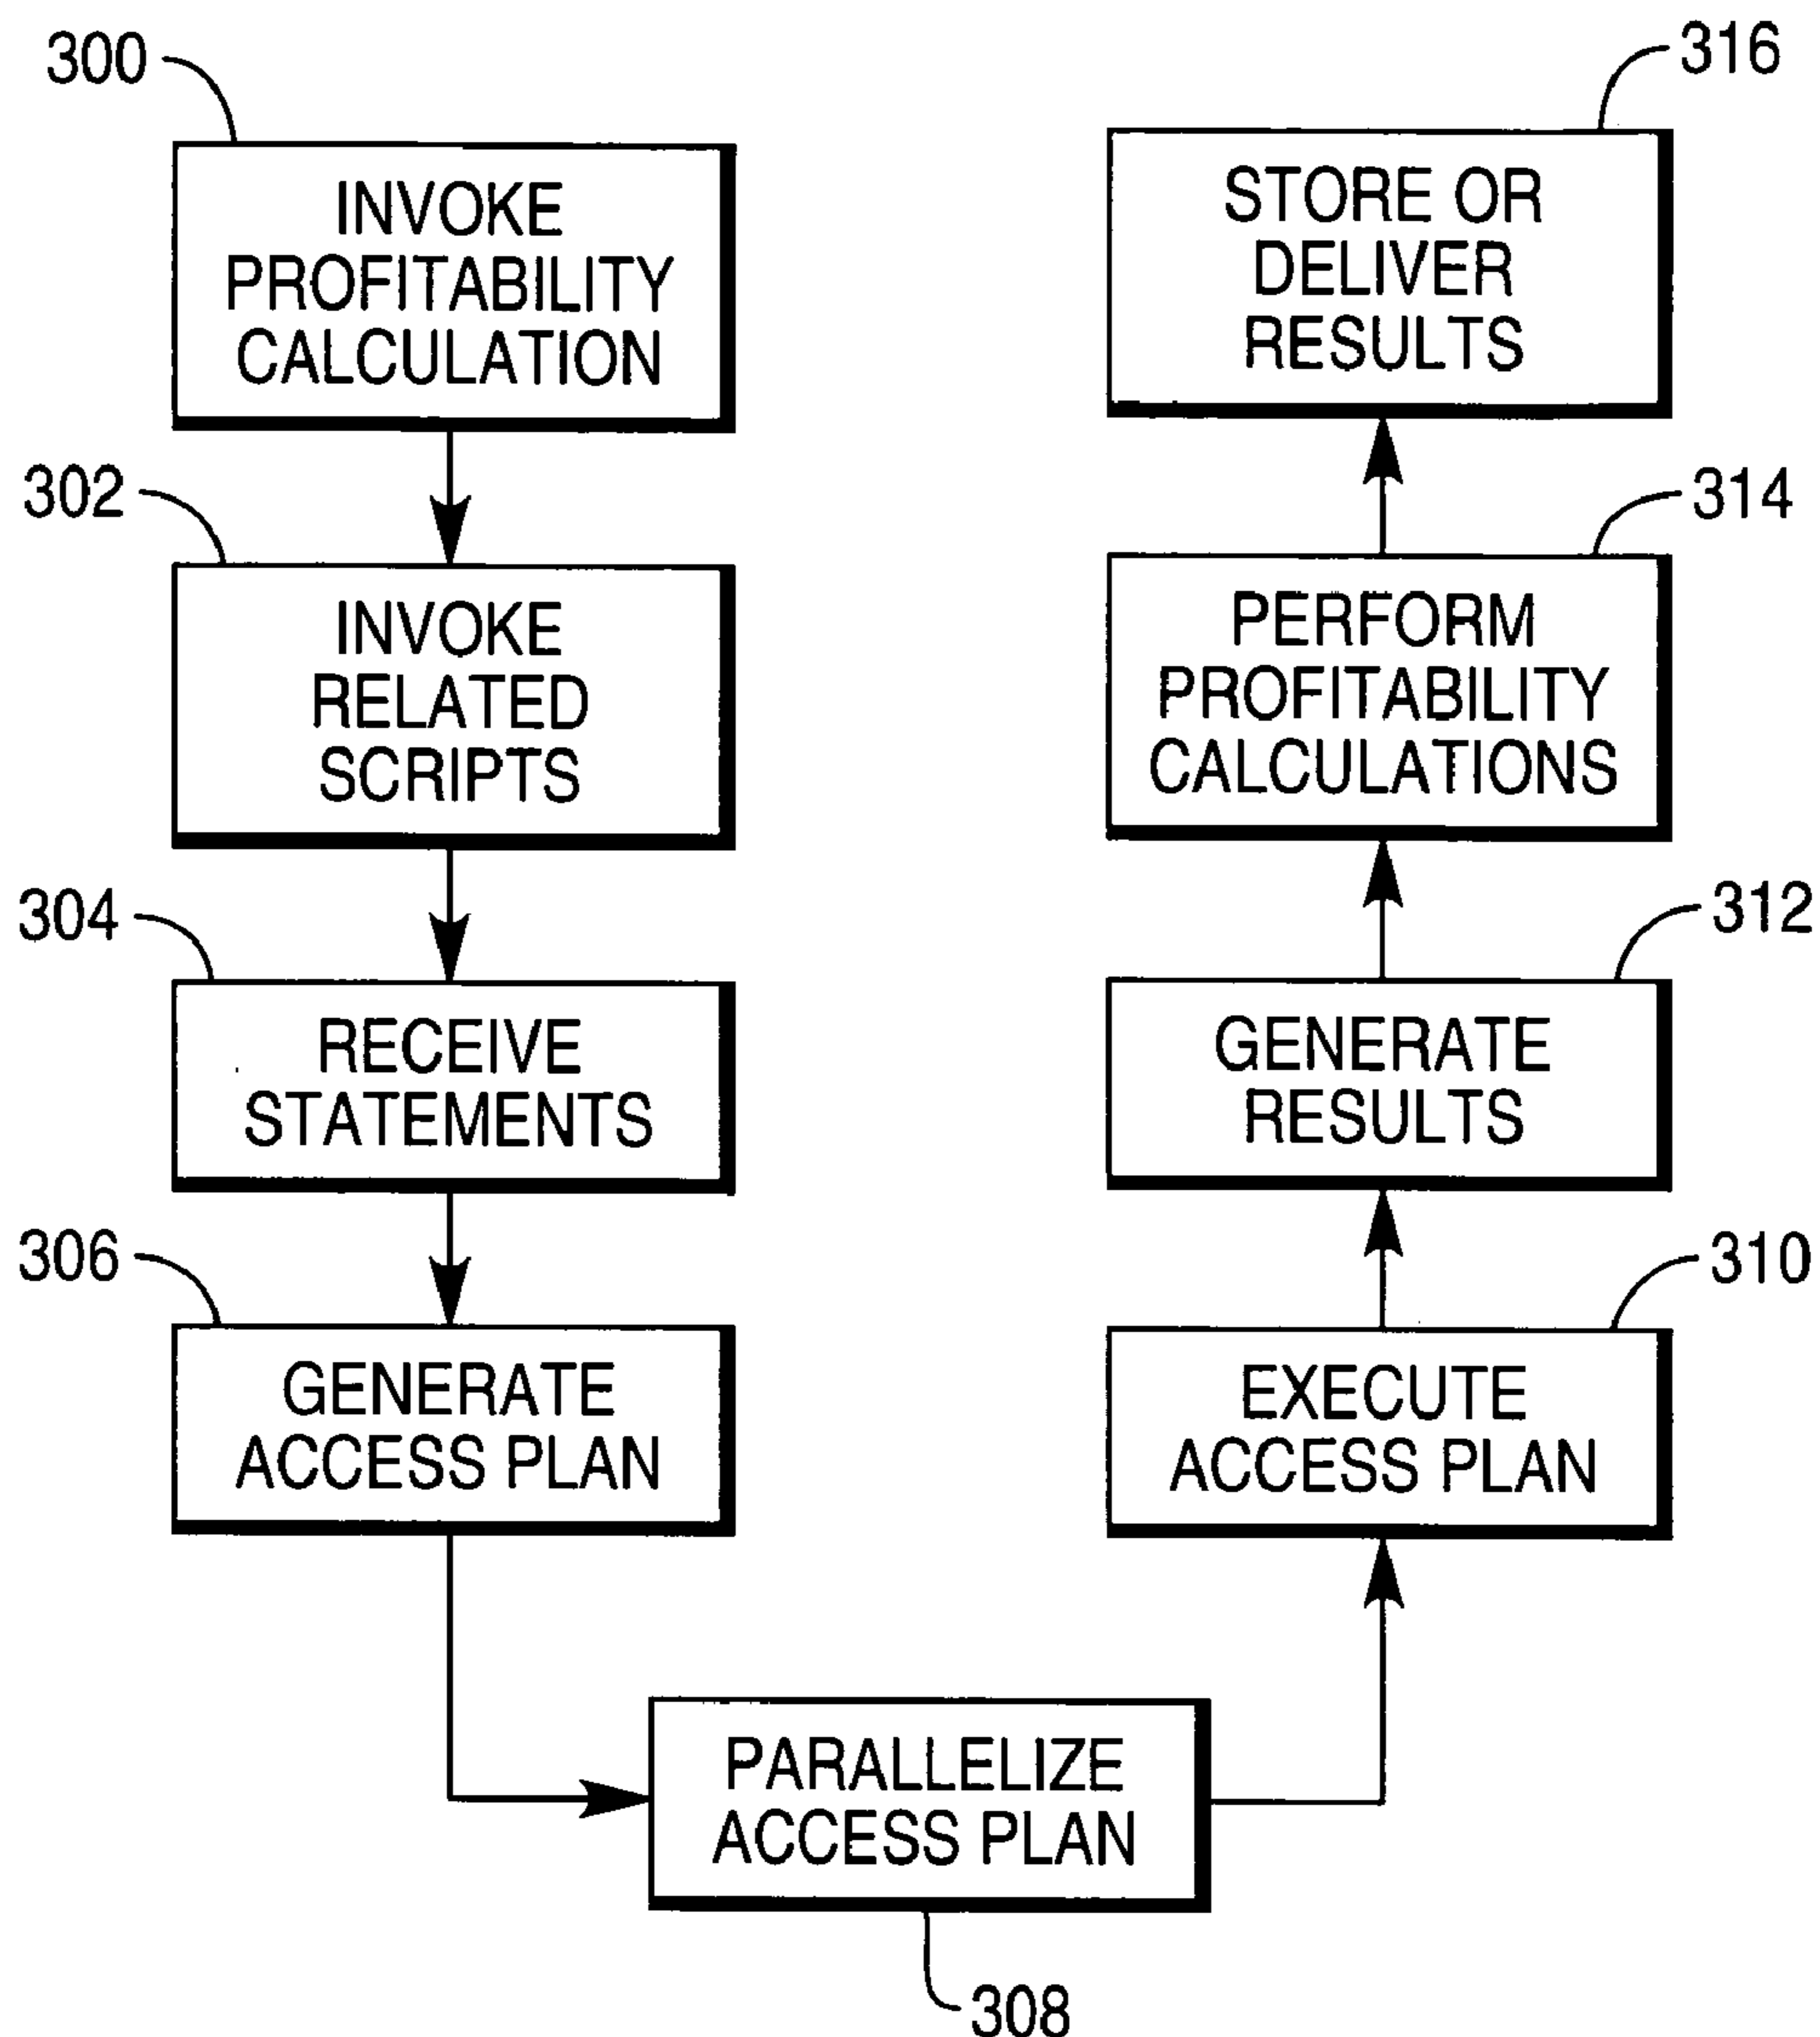 300
INVOKE
PROFITABILITY
CALCULATION
302
INVOKE
RELATED
SCRIPTS
304
RECEIVE
STATEMENTS
306
GENERATE
ACCESS PLAN
PARALLELIZE
ACCESS PLAN
308
310
EXECUTE
ACCESS PLAN
312
GENERATE
RESULTS
314
PERFORM
PROFITABILITY
CALCULATIONS
316
STORE OR
DELIVER
RESULTS